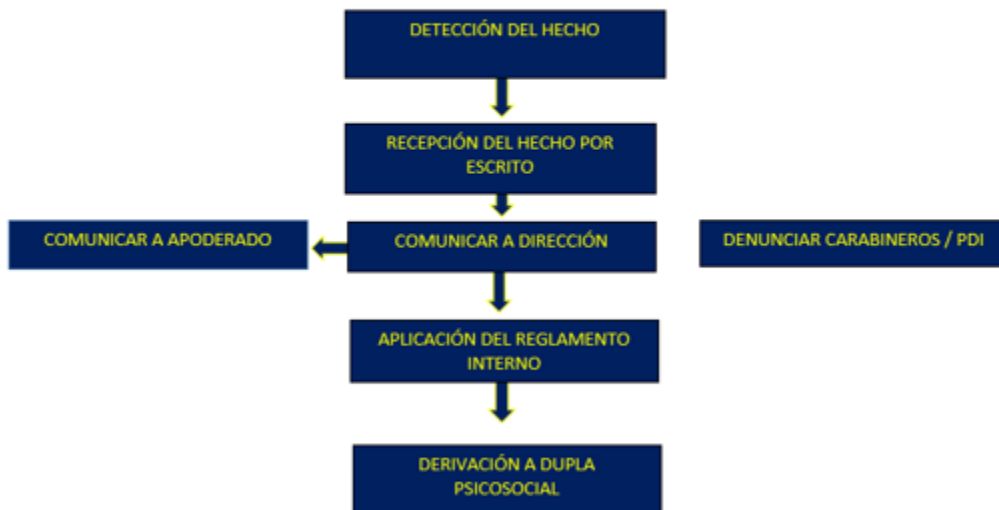 DETECCIÓN DEL HECHO
RECEPCIÓN DEL HECHO POR
ESCRITO
COMUNICAR A APODERADO
COMUNICAR A DIRECCIÓN
DENUNCIAR CARABINEROS / PDI
APLICACIÓN DEL REGLAMENTO
INTERNO
DERIVACIÓN A DUPLA
PSICOSOCIAL